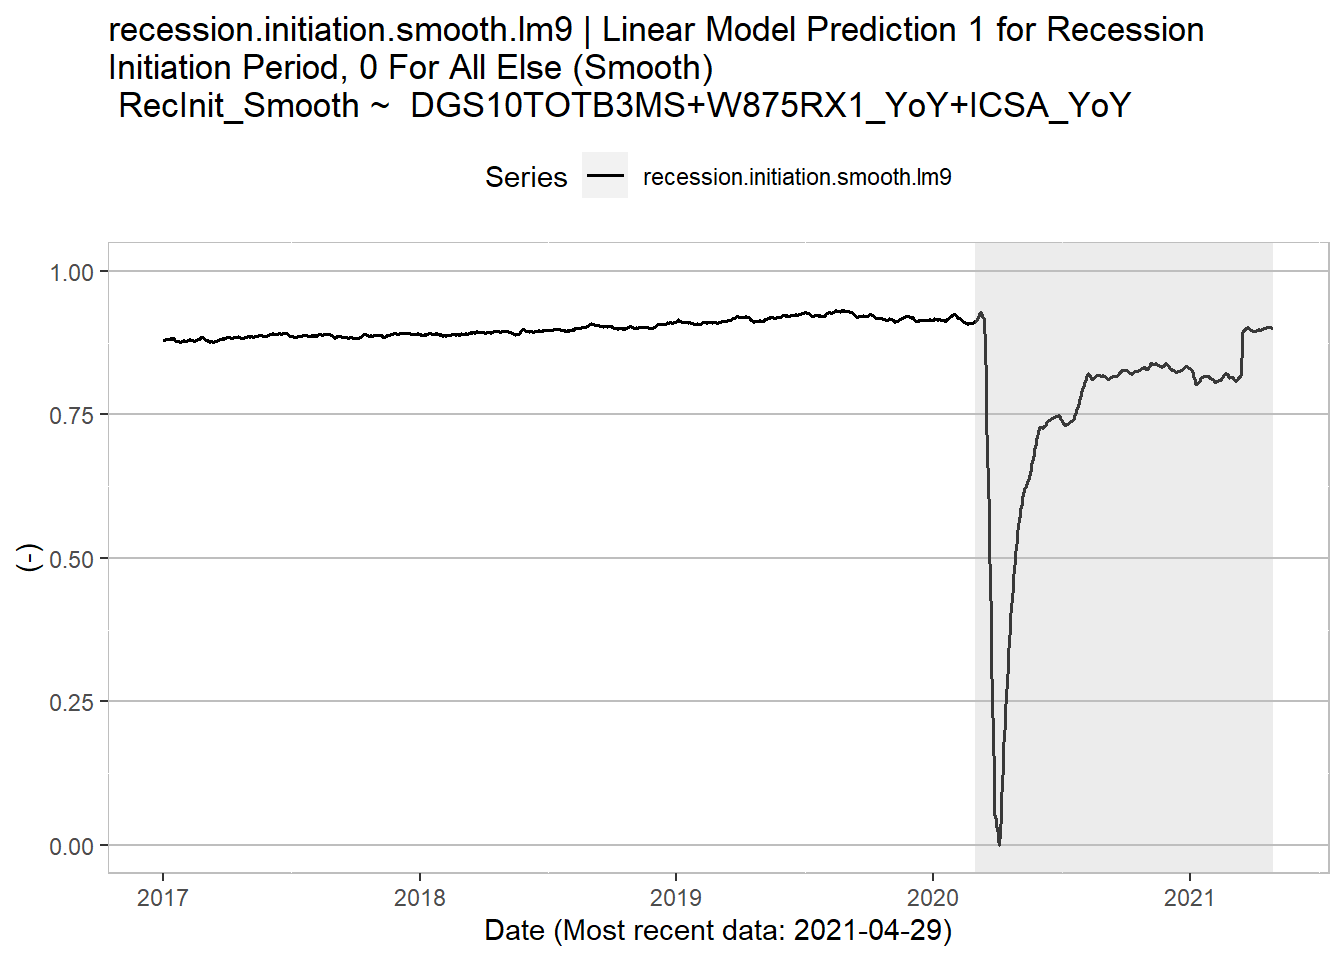 recession.initiation.smooth.lm9 | Linear Model Prediction 1 for Recession
Initiation Period, 0 For All Else (Smooth)
RecInit_Smooth ~ DGS10TOTB3MS+W875RX1_YoY+ICSA_YoY
Series recession.initiation.smooth.lm9
1.00
0.75
0.50
0.25
0.00
(-)
2017 2018 2019 2020 2021
Date (Most recent data: 2021-04-29)